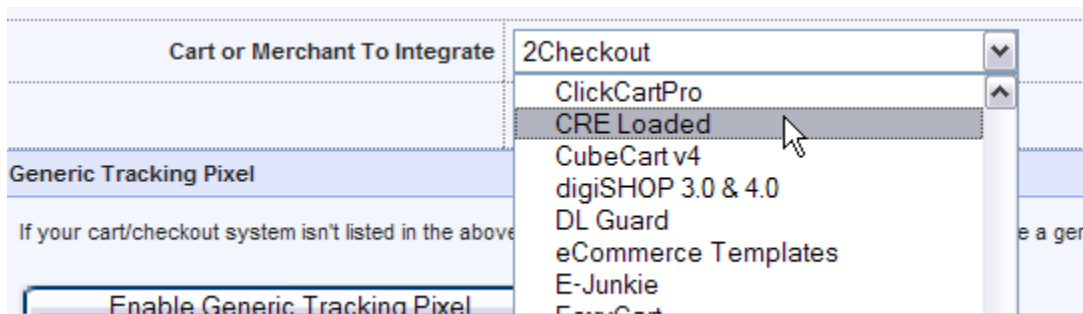 Cart or Merchant To Integrate 2Checkout
ClickCartPro
CRE Loaded
CubeCart v4
Generic Tracking Pixel
digiSHOP 3.0 & 4.0
DL Guard
If your cart/checkout system isn't listed in the above
e a ger
eCommerce Templates
E-Junkie
Enable Generic Tracking Pixel
FoxyCart